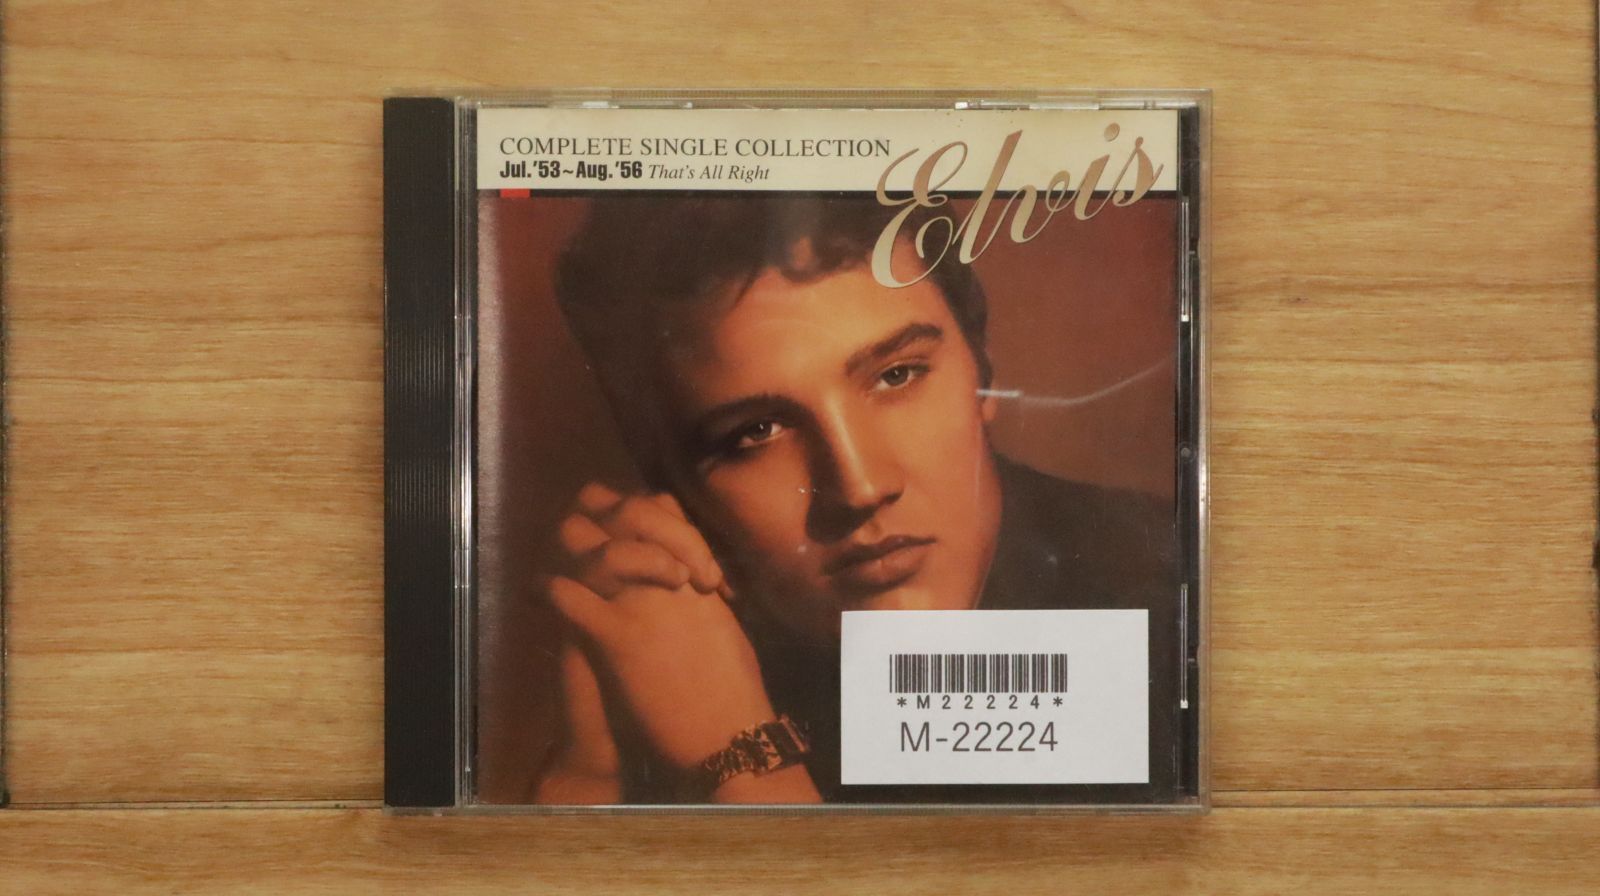 COMPLETE SINGLE COLLECTION
Jul.'53~Aug.'56 That's All Right
Elvis
*M22224*
M-22224